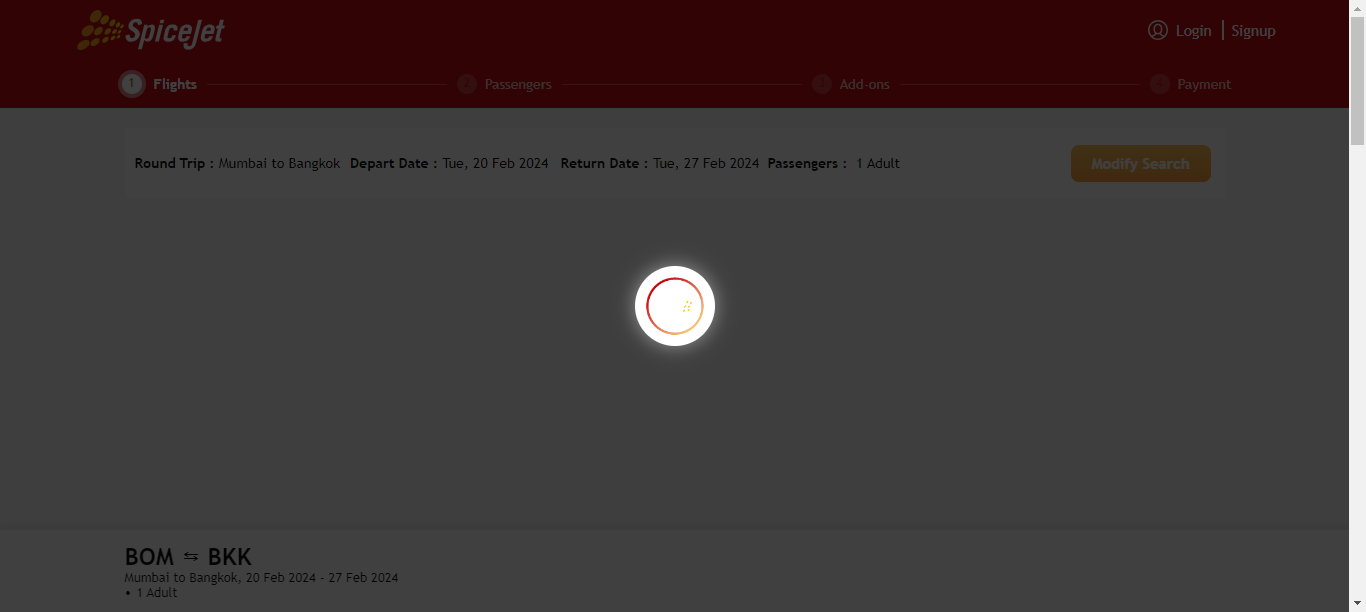 SpiceJet
Login | Signup
1 Flights
2 Passengers
Add-ons
Payment
Round Trip : Mumbai to Bangkok Depart Date : Tue, 20 Feb 2024 Return Date : Tue, 27 Feb 2024 Passengers : 1 Adult
Modify Search
BOM ⇆ BKK
Mumbai to Bangkok, 20 Feb 2024 - 27 Feb 2024
• 1 Adult